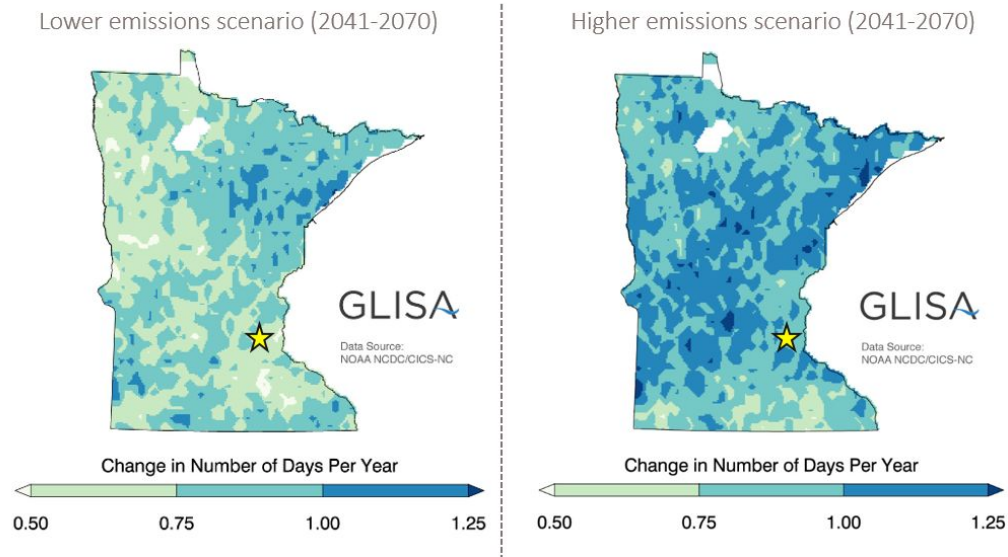 Lower emissions scenario (2041-2070)
GLISA
Data Source:
NOAA NCDC/CICS-NC
Change in Number of Days Per Year
0.50 0.75 1.00 1.25
Higher emissions scenario (2041-2070)
GLISA
Data Source:
NOAA NCDC/CICS-NC
Change in Number of Days Per Year
0.50 0.75 1.00 1.25